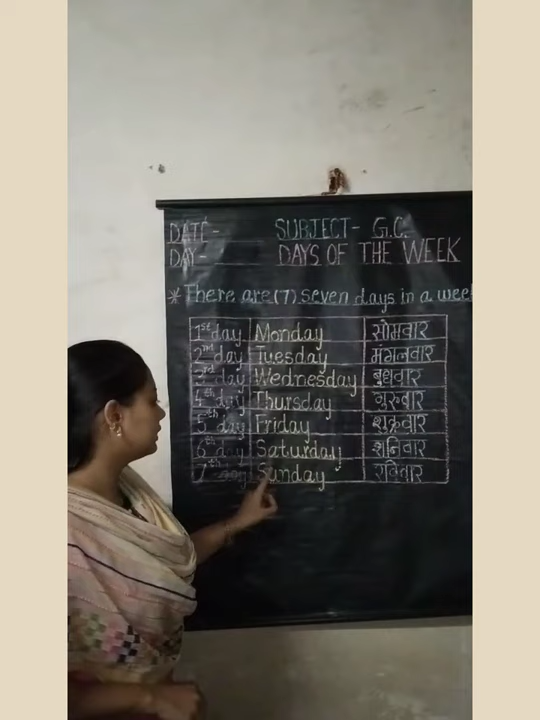 DATE- SUBJECT- G.C.
DAY- DAYS OF THE WEEK
* There are (7) seven days in a week
1st day Monday सोमवार
2nd day Tuesday मंगलवार
3rd day Wednesday बुधवार
4th day Thursday गुरुवार
5th day Friday शुक्रवार
6th day Saturday शनिवार
7th day Sunday रविवार